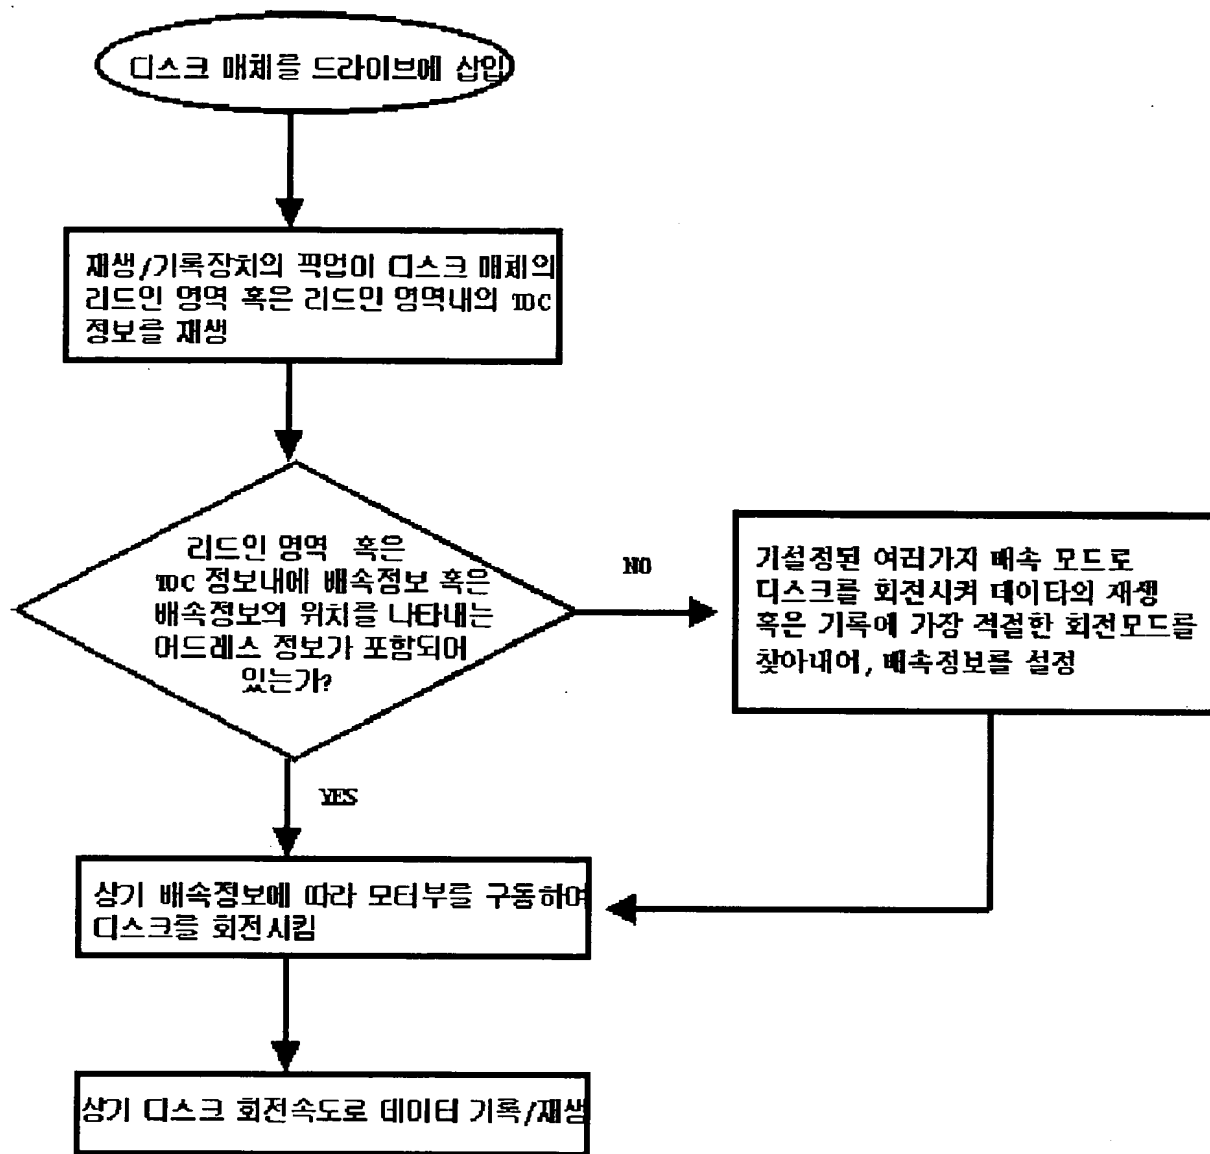 디스크 매체를 드라이브에 삽입
재생/기록장치의 픽업이 디스크 매체의
리드인 영역 혹은 리드인 영역내의 TOC
정보를 재생
리드인 영역 혹은
TOC 정보내에 배속정보 혹은
배속정보의 위치를 나타내는
어드레스 정보가 포함되어
있는가?
NO
기설정된 여러가지 배속 모드로
디스크를 회전시켜 데이타의 재생
혹은 기록에 가장 적절한 회전모드를
찾아내어, 배속정보를 설정
YES
상기 배속정보에 따라 모터부를 구동하여
디스크를 회전시킴
상기 디스크 회전속도로 데이터 기록/재생